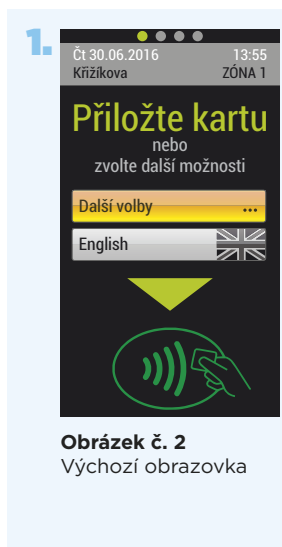 1.
Čt 30.06.2016 13:55
Křižíkova ZÓNA 1
Přiložte kartu
nebo
zvolte další možnosti
Další volby ...
English
Obrázek č. 2
Výchozí obrazovka